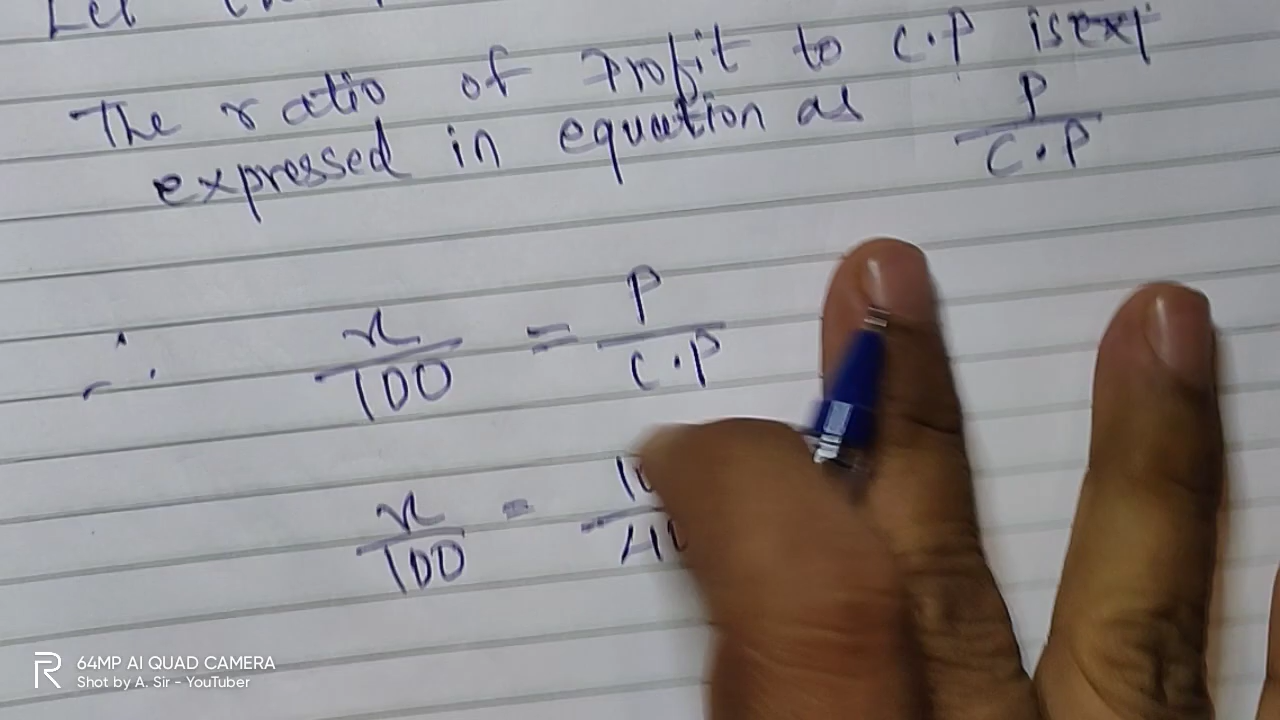 Let
The ratio of Profit to C.P is
expressed in equation as P/C.P
∴ x/100 = P/C.P
x/100 =
64MP AI QUAD CAMERA
Shot by A. Sir - YouTuber